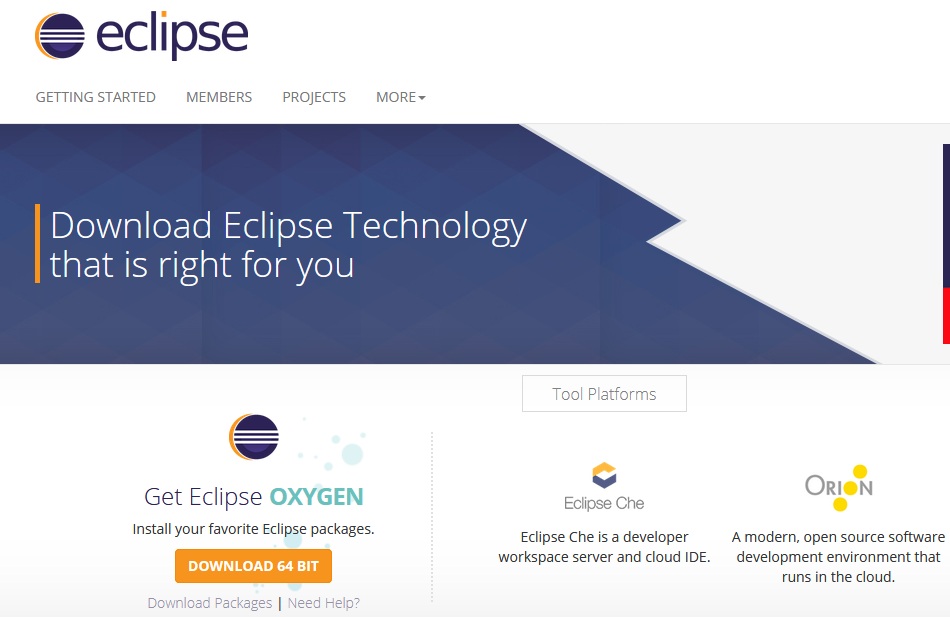 eclipse
GETTING STARTED MEMBERS PROJECTS MORE
Download Eclipse Technology
that is right for you
Tool Platforms
Get Eclipse OXYGEN
Install your favorite Eclipse packages.
DOWNLOAD 64 BIT
Download Packages | Need Help?
Eclipse Che
Eclipse Che is a developer
workspace server and cloud IDE.
ORION
A modern, open source software
development environment that
runs in the cloud.